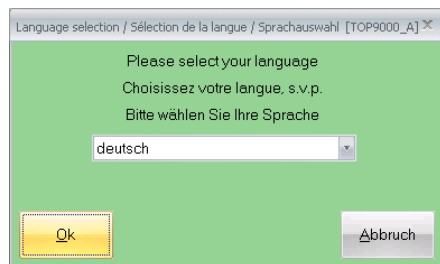 Language selection / Sélection de la langue / Sprachauswahl [TOP9000_A]
Please select your language
Choisissez votre langue, s.v.p.
Bitte wählen Sie Ihre Sprache
deutsch
Ok Abbruch